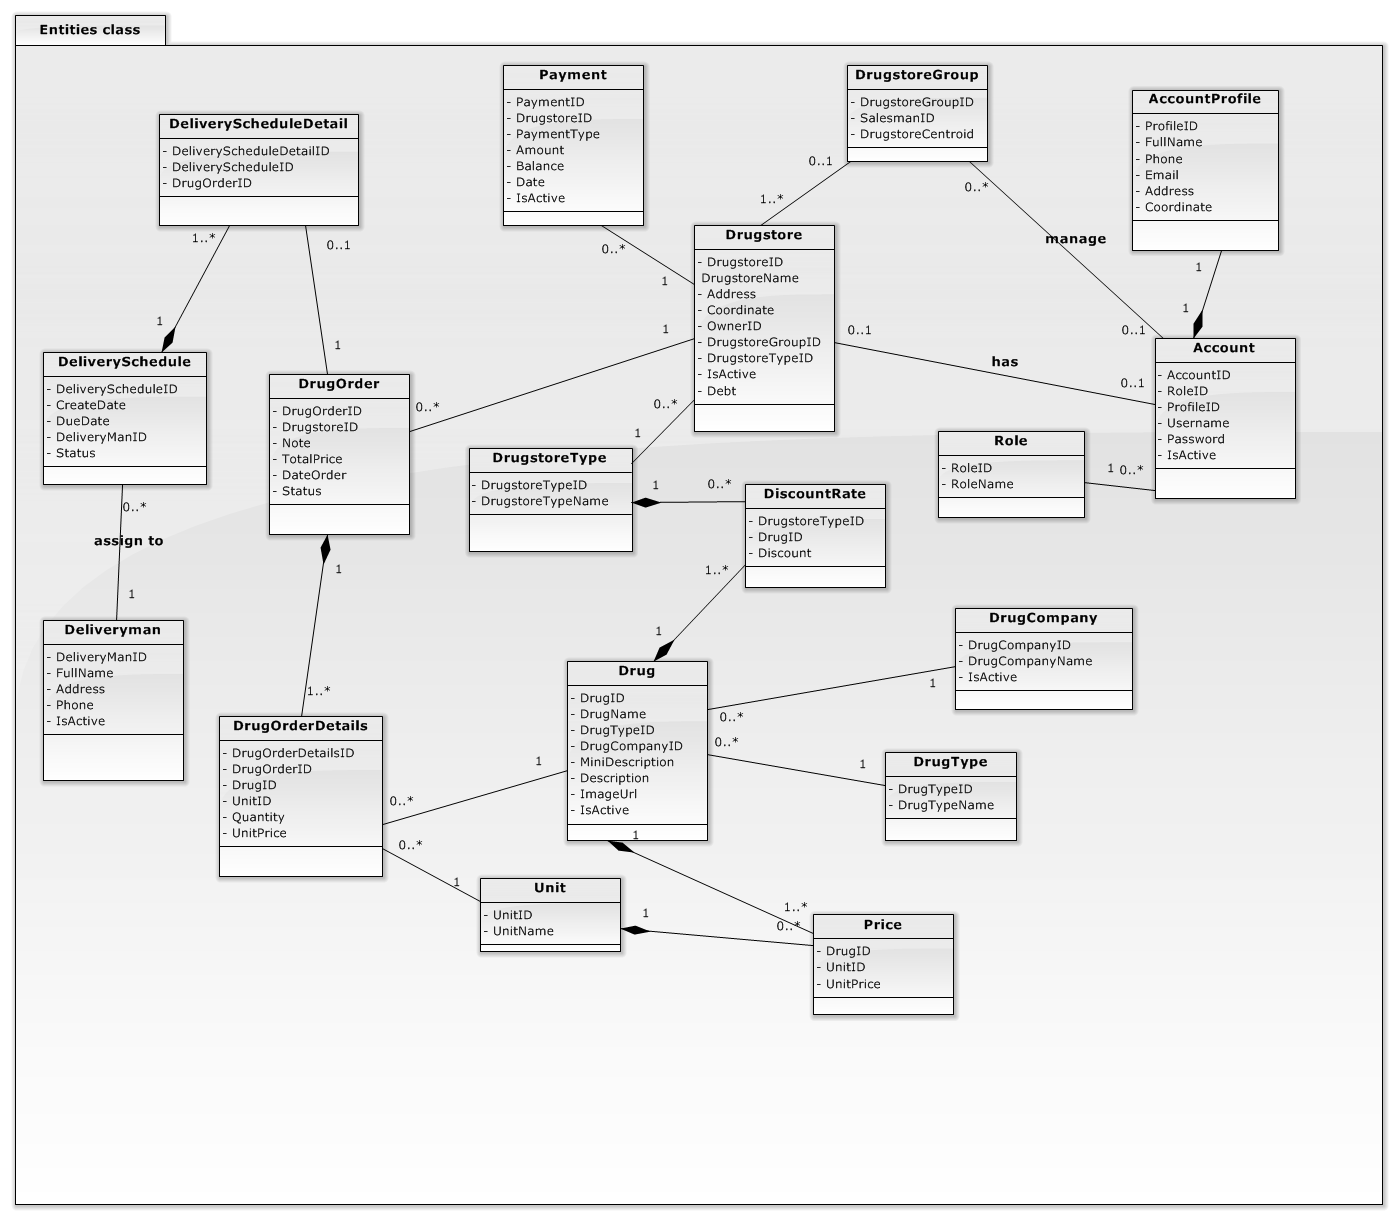 Entities class
Payment
- PaymentID
- DrugstoreID
- PaymentType
- Amount
- Balance
- Date
- IsActive
DrugstoreGroup
- DrugstoreGroupID
- SalesmanID
- DrugstoreCentroid
AccountProfile
- ProfileID
- FullName
- Phone
- Email
- Address
- Coordinate
DeliveryScheduleDetail
- DeliveryScheduleDetailID
- DeliveryScheduleID
- DrugOrderID
0..1
0..*
1..*
1..*
0..1
0..*
1
manage
1
Drugstore
- DrugstoreID
DrugstoreName
- Address
- Coordinate
- OwnerID
- DrugstoreGroupID
- DrugstoreTypeID
- IsActive
- Debt
1
1
1
1
0..1
0..1
has
0..1
DeliverySchedule
- DeliveryScheduleID
- CreateDate
- DueDate
- DeliveryManID
- Status
DrugOrder
- DrugOrderID
- DrugstoreID
- Note
- TotalPrice
- DateOrder
- Status
0..*
0..*
1
Account
- AccountID
- RoleID
- ProfileID
- Username
- Password
- IsActive
Role
- RoleID
- RoleName
1
0..*
DrugstoreType
- DrugstoreTypeID
- DrugstoreTypeName
1
0..*
DiscountRate
- DrugstoreTypeID
- DrugID
- Discount
0..*
assign to
1
1
1..*
1
Deliveryman
- DeliveryManID
- FullName
- Address
- Phone
- IsActive
DrugCompany
- DrugCompanyID
- DrugCompanyName
- IsActive
Drug
- DrugID
- DrugName
- DrugTypeID
- DrugCompanyID
- MiniDescription
- Description
- ImageUrl
- IsActive
1
0..*
0..*
1
1..*
DrugOrderDetails
- DrugOrderDetailsID
- DrugOrderID
- DrugID
- UnitID
- Quantity
- UnitPrice
1
0..*
0..*
1
DrugType
- DrugTypeID
- DrugTypeName
1
Unit
- UnitID
- UnitName
1
1..*
0..*
Price
- DrugID
- UnitID
- UnitPrice